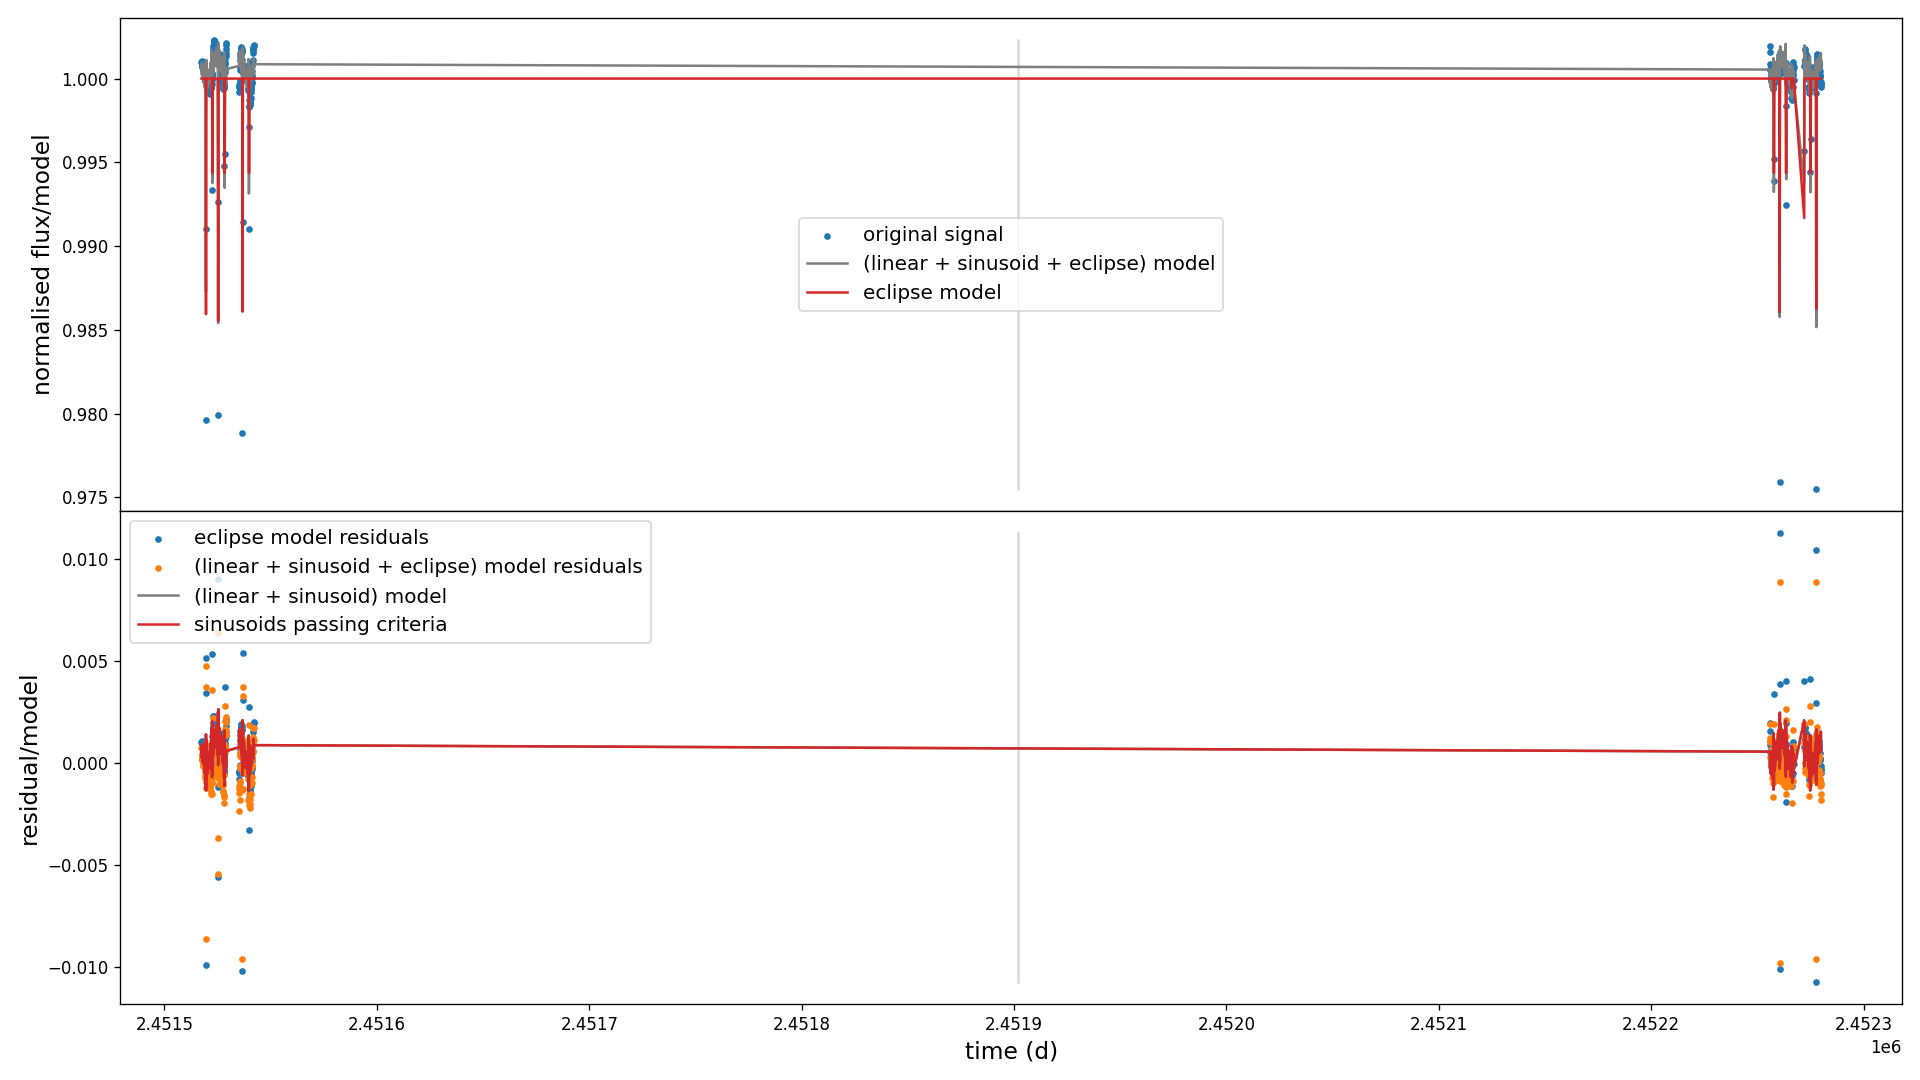 1.000
0.995
0.990
0.985
0.980
0.975
normalised flux/model
original signal
(linear + sinusoid + eclipse) model
eclipse model
eclipse model residuals
(linear + sinusoid + eclipse) model residuals
(linear + sinusoid) model
sinusoids passing criteria
0.010
0.005
0.000
−0.005
−0.010
residual/model
2.4515 2.4516 2.4517 2.4518 2.4519 2.4520 2.4521 2.4522 2.4523
1e6
time (d)